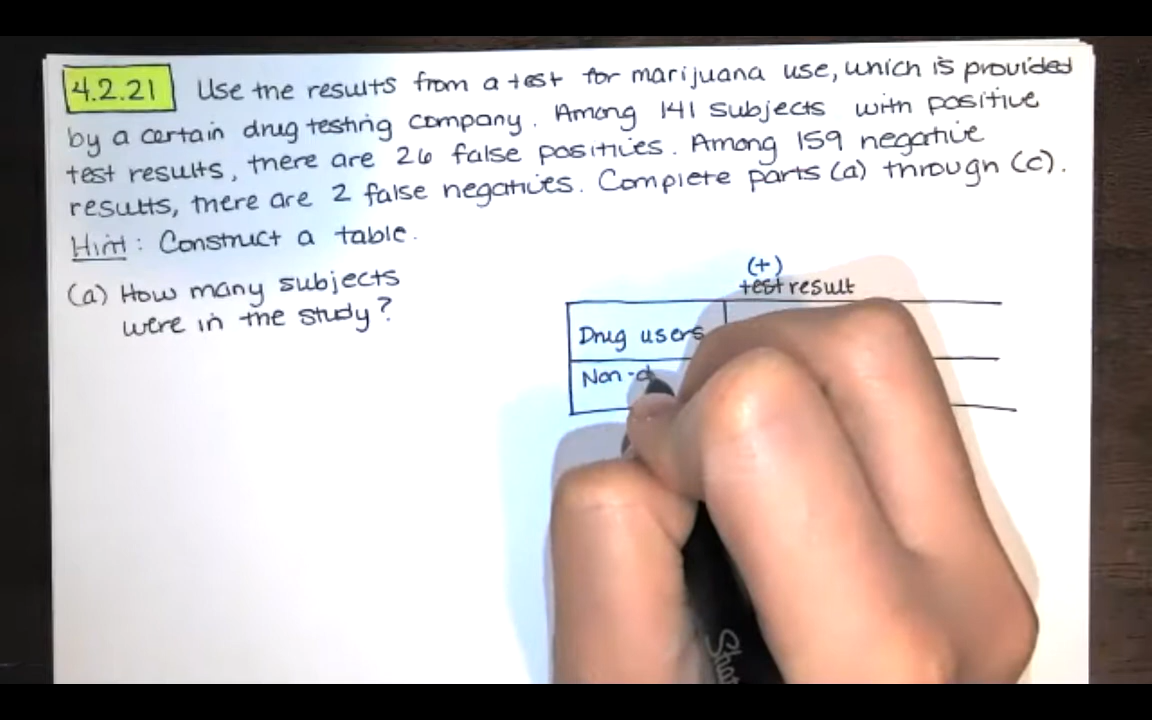 4.2.21 Use the results from a test for marijuana use, which is provided
by a certain drug testing company. Among 141 subjects with positive
test results, there are 26 false positives. Among 159 negative
results, there are 2 false negatives. Complete parts (a) through (c).
Hint: Construct a table.
(a) How many subjects
were in the study?
(+)
test result
Drug users
Non-d